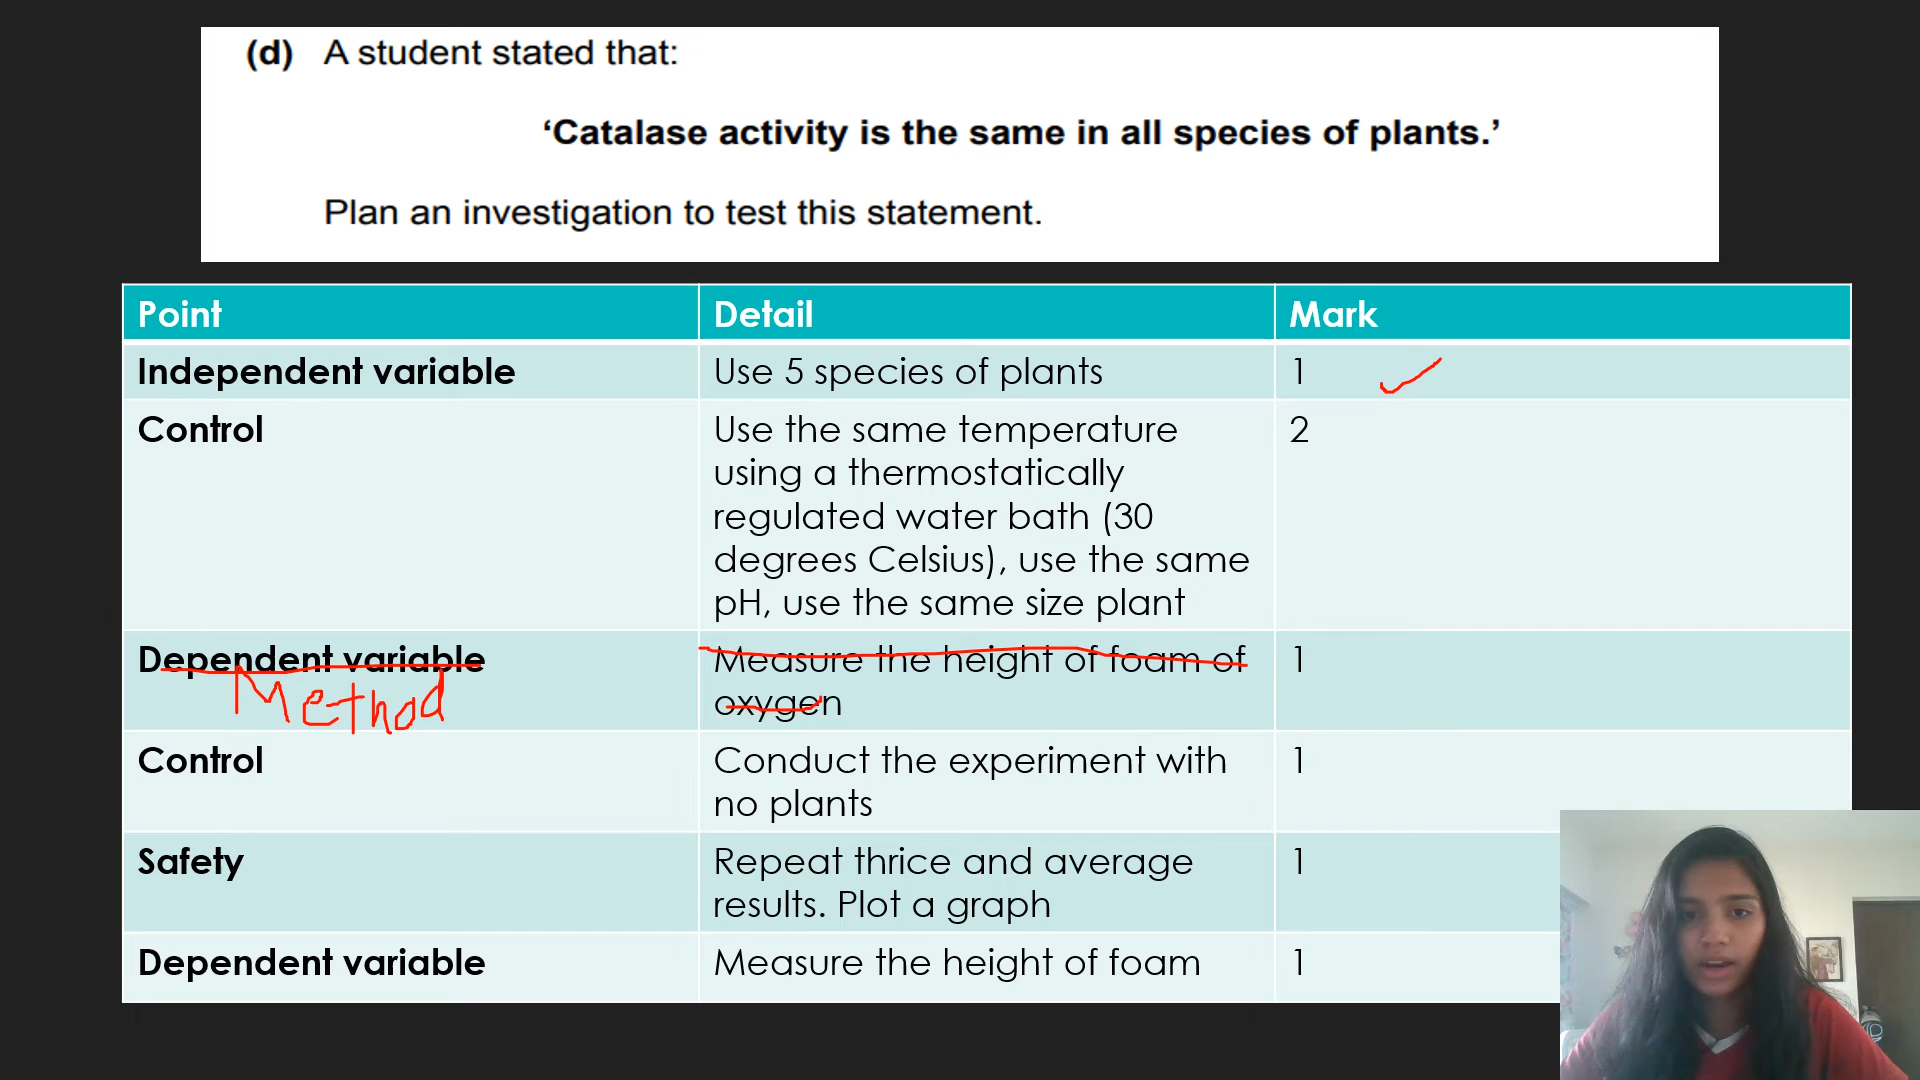 (d) A student stated that:
‘Catalase activity is the same in all species of plants.’
Plan an investigation to test this statement.
Point Detail Mark
Independent variable Use 5 species of plants 1
Control Use the same temperature 2
using a thermostatically
regulated water bath (30
degrees Celsius), use the same
pH, use the same size plant
Dependent variable Measure the height of foam of 1
Method oxygen
Control Conduct the experiment with 1
no plants
Safety Repeat thrice and average 1
results. Plot a graph
Dependent variable Measure the height of foam 1